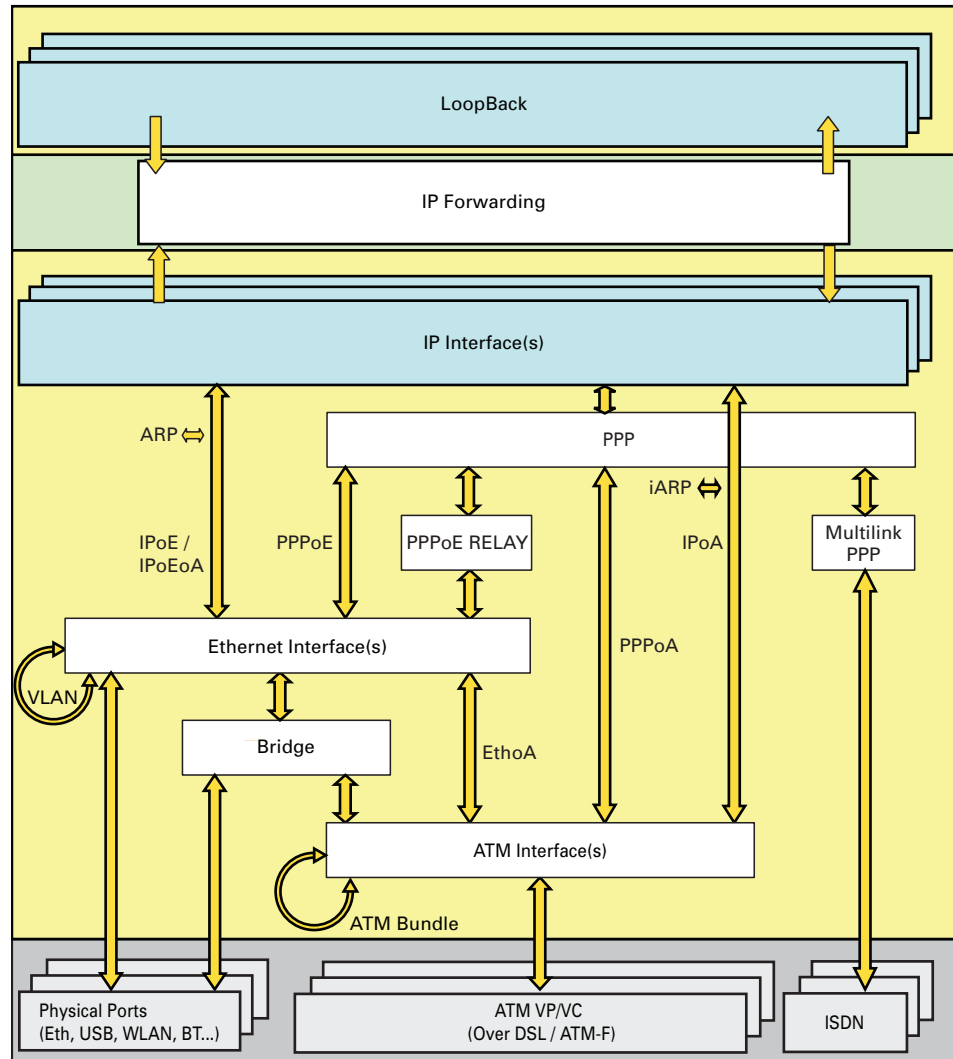 LoopBack
IP Forwarding
IP Interface(s)
ARP
PPP
iARP
IPoE /
IPoEoA
PPPoE
PPPoE RELAY
IPoA
Multilink
PPP
Ethernet Interface(s)
PPPoA
VLAN
Bridge
EthoA
ATM Interface(s)
ATM Bundle
Physical Ports
(Eth, USB, WLAN, BT...)
ATM VP/VC
(Over DSL / ATM-F)
ISDN